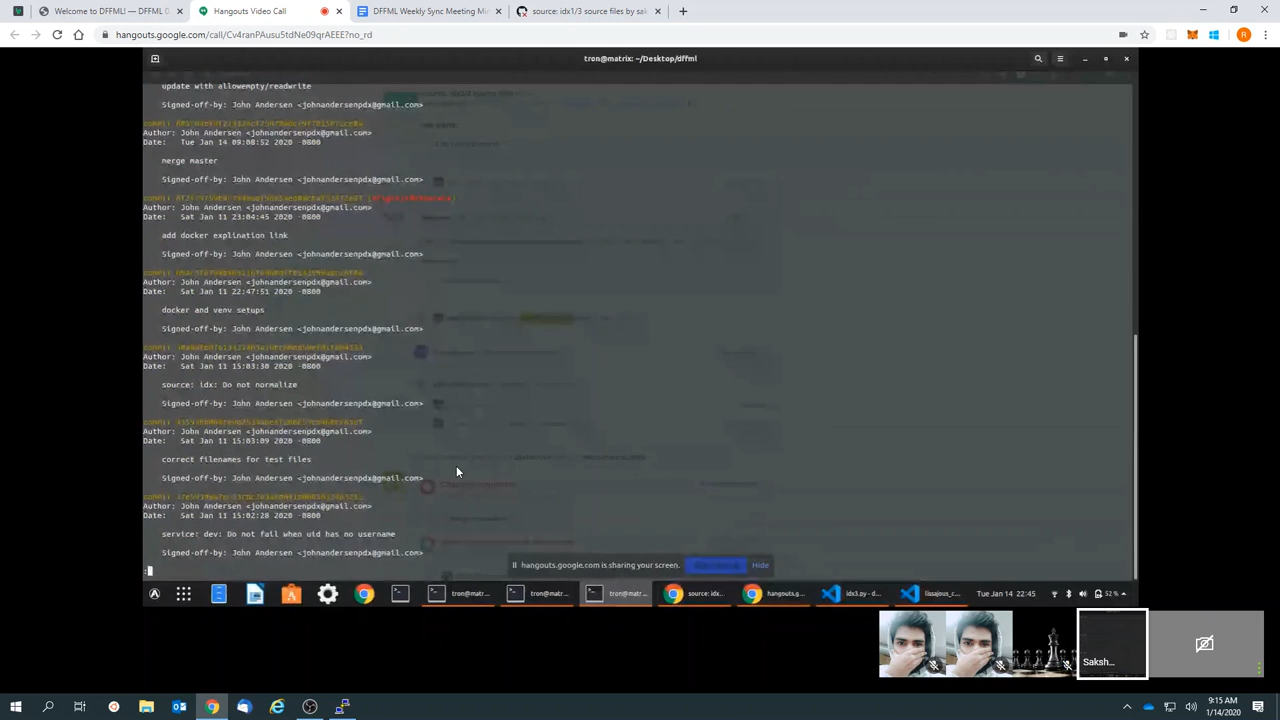 Welcome to DFFML! — DFFML 0.
Hangouts Video Call
DFFML Weekly Sync Meeting Min
source: idx1/3 source files by sak
hangouts.google.com/call/Cv4ranPAusu5tdNe09qrAEEE?no_rd
tron@matrix: ~/Desktop/dffml
update with allowempty/readwrite
Signed-off-by: John Andersen <johnandersenpdx@gmail.com>
Author: John Andersen <johnandersenpdx@gmail.com>
Date: Tue Jan 14 09:08:52 2020 -0800
merge master
Signed-off-by: John Andersen <johnandersenpdx@gmail.com>
Author: John Andersen <johnandersenpdx@gmail.com>
Date: Sat Jan 11 23:04:45 2020 -0800
add docker explination link
Signed-off-by: John Andersen <johnandersenpdx@gmail.com>
Author: John Andersen <johnandersenpdx@gmail.com>
Date: Sat Jan 11 22:47:51 2020 -0800
docker and venv setups
Signed-off-by: John Andersen <johnandersenpdx@gmail.com>
Author: John Andersen <johnandersenpdx@gmail.com>
Date: Sat Jan 11 15:03:30 2020 -0800
source: idx: Do not normalize
Signed-off-by: John Andersen <johnandersenpdx@gmail.com>
Author: John Andersen <johnandersenpdx@gmail.com>
Date: Sat Jan 11 15:03:09 2020 -0800
correct filenames for test files
Signed-off-by: John Andersen <johnandersenpdx@gmail.com>
Author: John Andersen <johnandersenpdx@gmail.com>
Date: Sat Jan 11 15:02:28 2020 -0800
service: dev: Do not fail when uid has no username
Signed-off-by: John Andersen <johnandersenpdx@gmail.com>
:
hangouts.google.com is sharing your screen.
Hide
tron@matr...
tron@matr...
tron@matr...
source: idx...
hangouts.g...
idx3.py - d...
lissajous_c...
Tue Jan 14 22:45
52 %
Saksh...
9:15 AM
1/14/2020